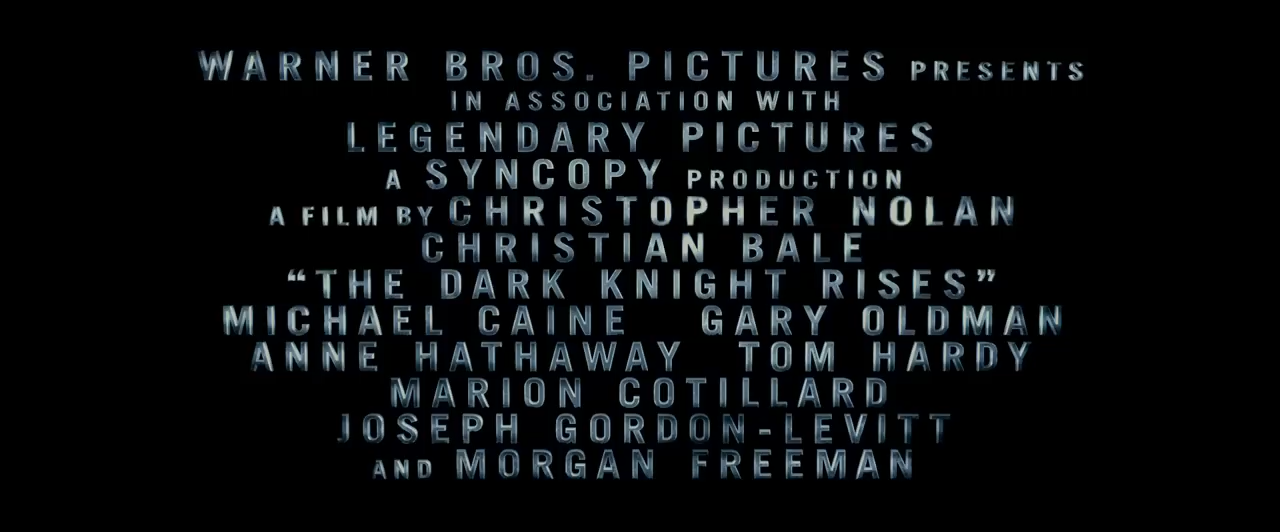 WARNER BROS. PICTURES PRESENTS
IN ASSOCIATION WITH
LEGENDARY PICTURES
A SYNCOPY PRODUCTION
A FILM BY CHRISTOPHER NOLAN
CHRISTIAN BALE
“THE DARK KNIGHT RISES”
MICHAEL CAINE GARY OLDMAN
ANNE HATHAWAY TOM HARDY
MARION COTILLARD
JOSEPH GORDON-LEVITT
AND MORGAN FREEMAN